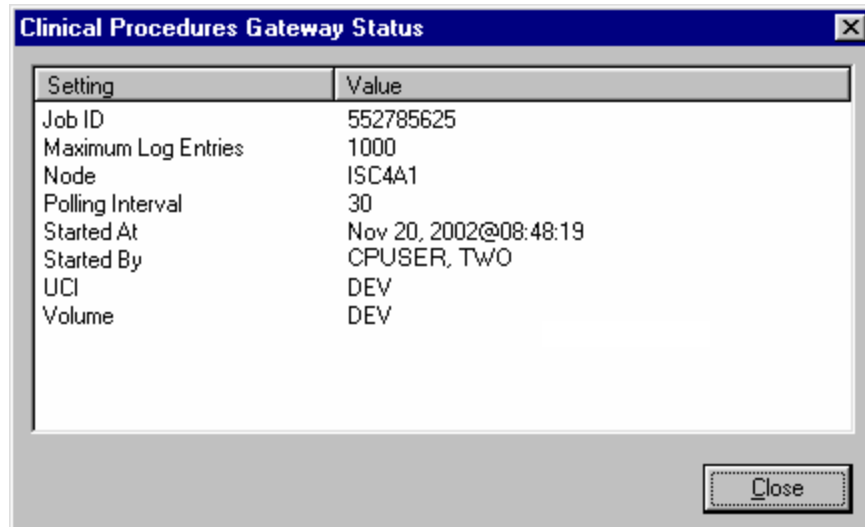 Clinical Procedures Gateway Status
Setting Value
Job ID 552785625
Maximum Log Entries 1000
Node ISC4A1
Polling Interval 30
Started At Nov 20, 2002@08:48:19
Started By CPUSER, TWO
UCI DEV
Volume DEV
Close